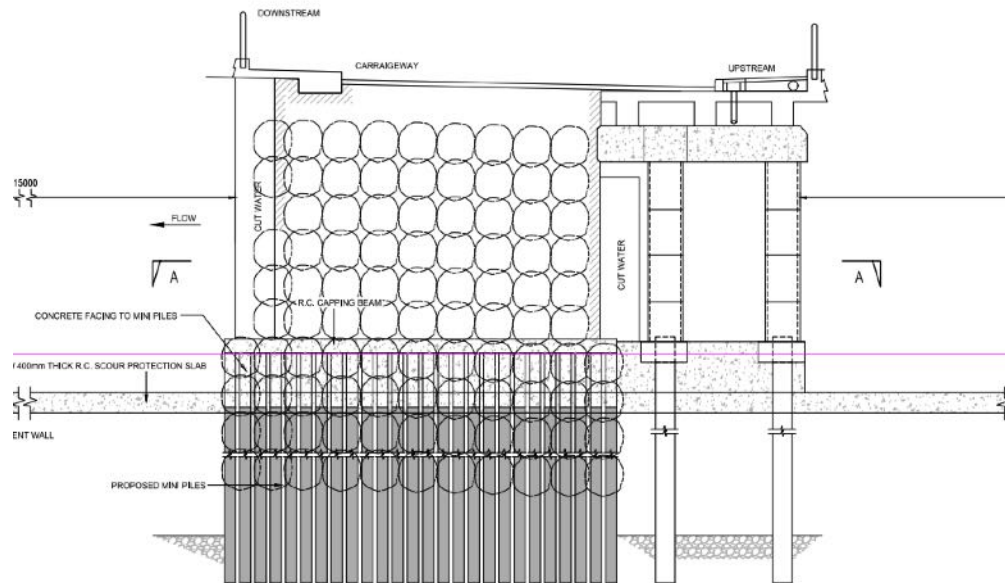 DOWNSTREAM
CARRAIGEWAY
UPSTREAM
15000
CUT WATER
FLOW
A
A
CUT WATER
R.C. CAPPING BEAM
CONCRETE FACING TO MINI PILES
/ 400mm THICK R.C. SCOUR PROTECTION SLAB
ENT WALL
PROPOSED MINI PILES